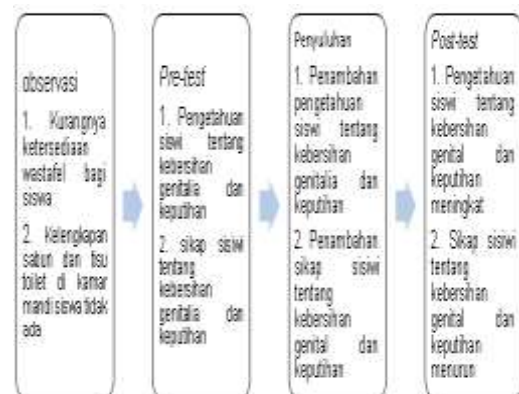 observasi
1. Kurangnya
ketersediaan
wastafel bagi
siswa
2. Kelengkapan
sabun dan tisu
toilet di kamar
mandi siswa tidak
ada
Pre-test
1. Pengetahuan
siswi tentang
kebersihan
genitalia dan
keputihan
2. sikap sisiwi
tentang
kebersihan
genitalia dan
keputihan
Penyuluhan
1. Penambahan
pengetahuan
siswi tentang
kebersihan
genitalia dan
keputihan
2. Penambahan
sikap sisiwi
tentang
kebersihan
genital dan
keputihan
Post-test
1. Pengetahuan
siswi tentang
kebersihan
genital dan
keputihan
meningkat
2. Sikap sisiwi
tentang
kebersihan
genital dan
keputihan
menurun